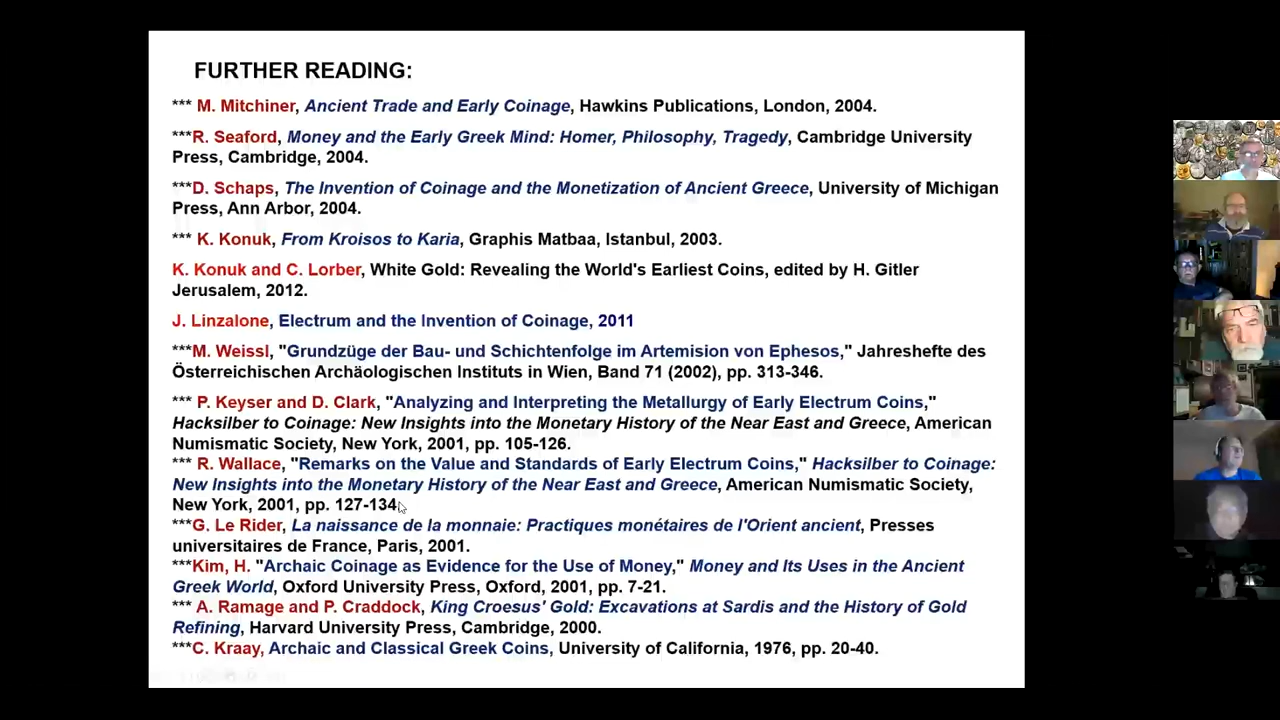 FURTHER READING:
*** M. Mitchiner, Ancient Trade and Early Coinage, Hawkins Publications, London, 2004.
***R. Seaford, Money and the Early Greek Mind: Homer, Philosophy, Tragedy, Cambridge University
Press, Cambridge, 2004.
***D. Schaps, The Invention of Coinage and the Monetization of Ancient Greece, University of Michigan
Press, Ann Arbor, 2004.
*** K. Konuk, From Kroisos to Karia, Graphis Matbaa, Istanbul, 2003.
K. Konuk and C. Lorber, White Gold: Revealing the World's Earliest Coins, edited by H. Gitler
Jerusalem, 2012.
J. Linzalone, Electrum and the Invention of Coinage, 2011
***M. Weissl, "Grundzüge der Bau- und Schichtenfolge im Artemision von Ephesos," Jahreshefte des
Österreichischen Archäologischen Instituts in Wien, Band 71 (2002), pp. 313-346.
*** P. Keyser and D. Clark, "Analyzing and Interpreting the Metallurgy of Early Electrum Coins,"
Hacksilber to Coinage: New Insights into the Monetary History of the Near East and Greece, American
Numismatic Society, New York, 2001, pp. 105-126.
*** R. Wallace, "Remarks on the Value and Standards of Early Electrum Coins," Hacksilber to Coinage:
New Insights into the Monetary History of the Near East and Greece, American Numismatic Society,
New York, 2001, pp. 127-134
***G. Le Rider, La naissance de la monnaie: Practiques monétaires de l'Orient ancient, Presses
universitaires de France, Paris, 2001.
***Kim, H. "Archaic Coinage as Evidence for the Use of Money," Money and Its Uses in the Ancient
Greek World, Oxford University Press, Oxford, 2001, pp. 7-21.
*** A. Ramage and P. Craddock, King Croesus' Gold: Excavations at Sardis and the History of Gold
Refining, Harvard University Press, Cambridge, 2000.
***C. Kraay, Archaic and Classical Greek Coins, University of California, 1976, pp. 20-40.